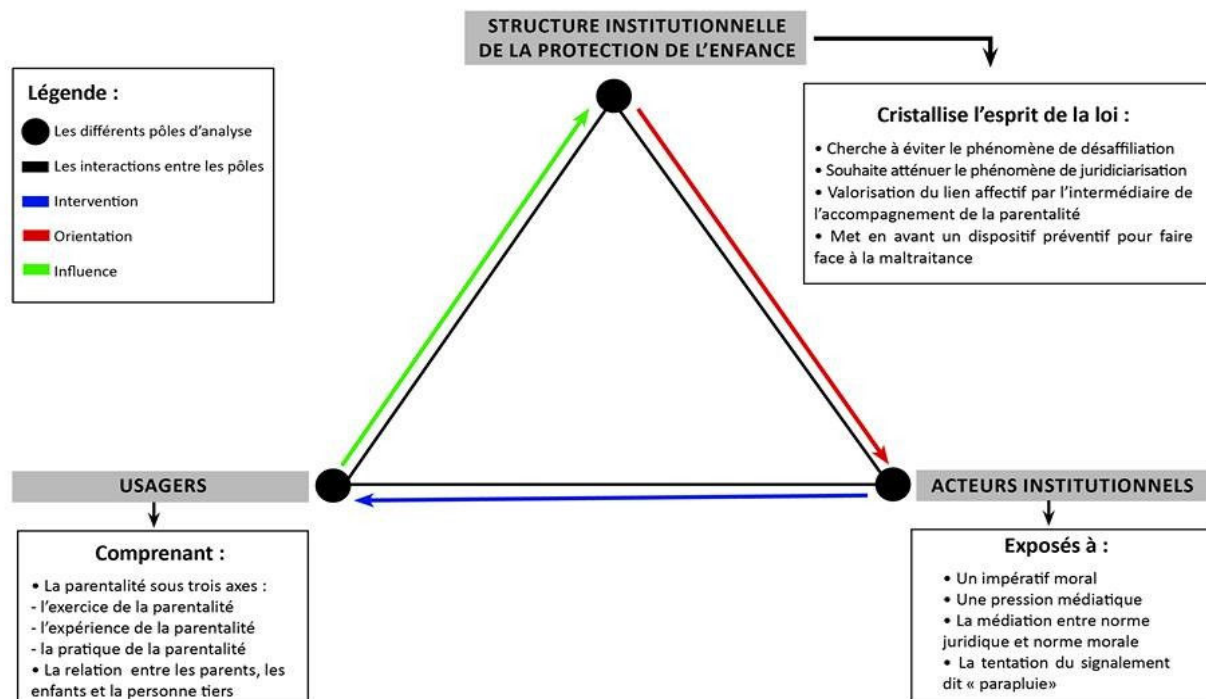 STRUCTURE INSTITUTIONNELLE
DE LA PROTECTION DE L'ENFANCE
Légende :
Les différents pôles d'analyse
Les interactions entre les pôles
Intervention
Orientation
Influence
Cristallise l'esprit de la loi :
• Cherche à éviter le phénomène de désaffiliation
• Souhaite atténuer le phénomène de juridiciarisation
• Valorisation du lien affectif par l'intermédiaire de
l'accompagnement de la parentalité
• Met en avant un dispositif préventif pour faire
face à la maltraitance
USAGERS
Comprenant :
• La parentalité sous trois axes :
- l'exercice de la parentalité
- l'expérience de la parentalité
- la pratique de la parentalité
• La relation entre les parents, les
enfants et la personne tiers
ACTEURS INSTITUTIONNELS
Exposés à :
• Un impératif moral
• Une pression médiatique
• La médiation entre norme
juridique et norme morale
• La tentation du signalement
dit « parapluie»